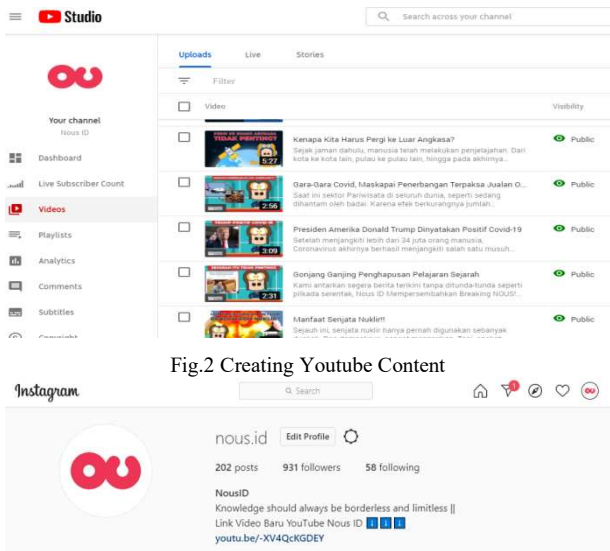 Studio
Search across your channel
Uploads Live Stories
Filter
Video Visibility
Your channel
Nous ID
Dashboard
Live Subscriber Count
Videos
Playlists
Analytics
Comments
Subtitles
TIDAK PENTING?
5:27
Kenapa Kita Harus Pergi ke Luar Angkasa?
Sejak jaman dahulu, manusia telah melakukan penjelajahan. Dari
kota ke kota lain, pulau ke pulau lain, hingga pada akhirnya...
Public
2:56
Gara-Gara Covid, Maskapai Penerbangan Terpaksa Jualan O...
Saat ini sektor Pariwisata di seluruh dunia, seperti sedang
dihantam oleh badai. Karena efek berkurangnya jumlah...
Public
3:09
Presiden Amerika Donald Trump Dinyatakan Positif Covid-19
Setelah menjangkiti lebih dari 34 juta orang manusia,
Coronavirus akhirnya berhasil menjangkiti salah satu musuh...
Public
2:31
Gonjang Ganjing Penghapusan Pelajaran Sejarah
Kami antarkan segera berita terkini tanpa ditunda-tunda seperti
pilkada serentak, Nous ID Mempersembahkan Breaking NOUS!...
Public
Manfaat Senjata Nuklir!!
Sejauh ini, senjata nuklir hanya pernah digunakan sebanyak
Public
Fig.2 Creating Youtube Content
Instagram
Search
1
nous.id Edit Profile
202 posts 931 followers 58 following
NousID
Knowledge should always be borderless and limitless ||
Link Video Baru YouTube Nous ID
youtu.be/-XV4QcKGDEY